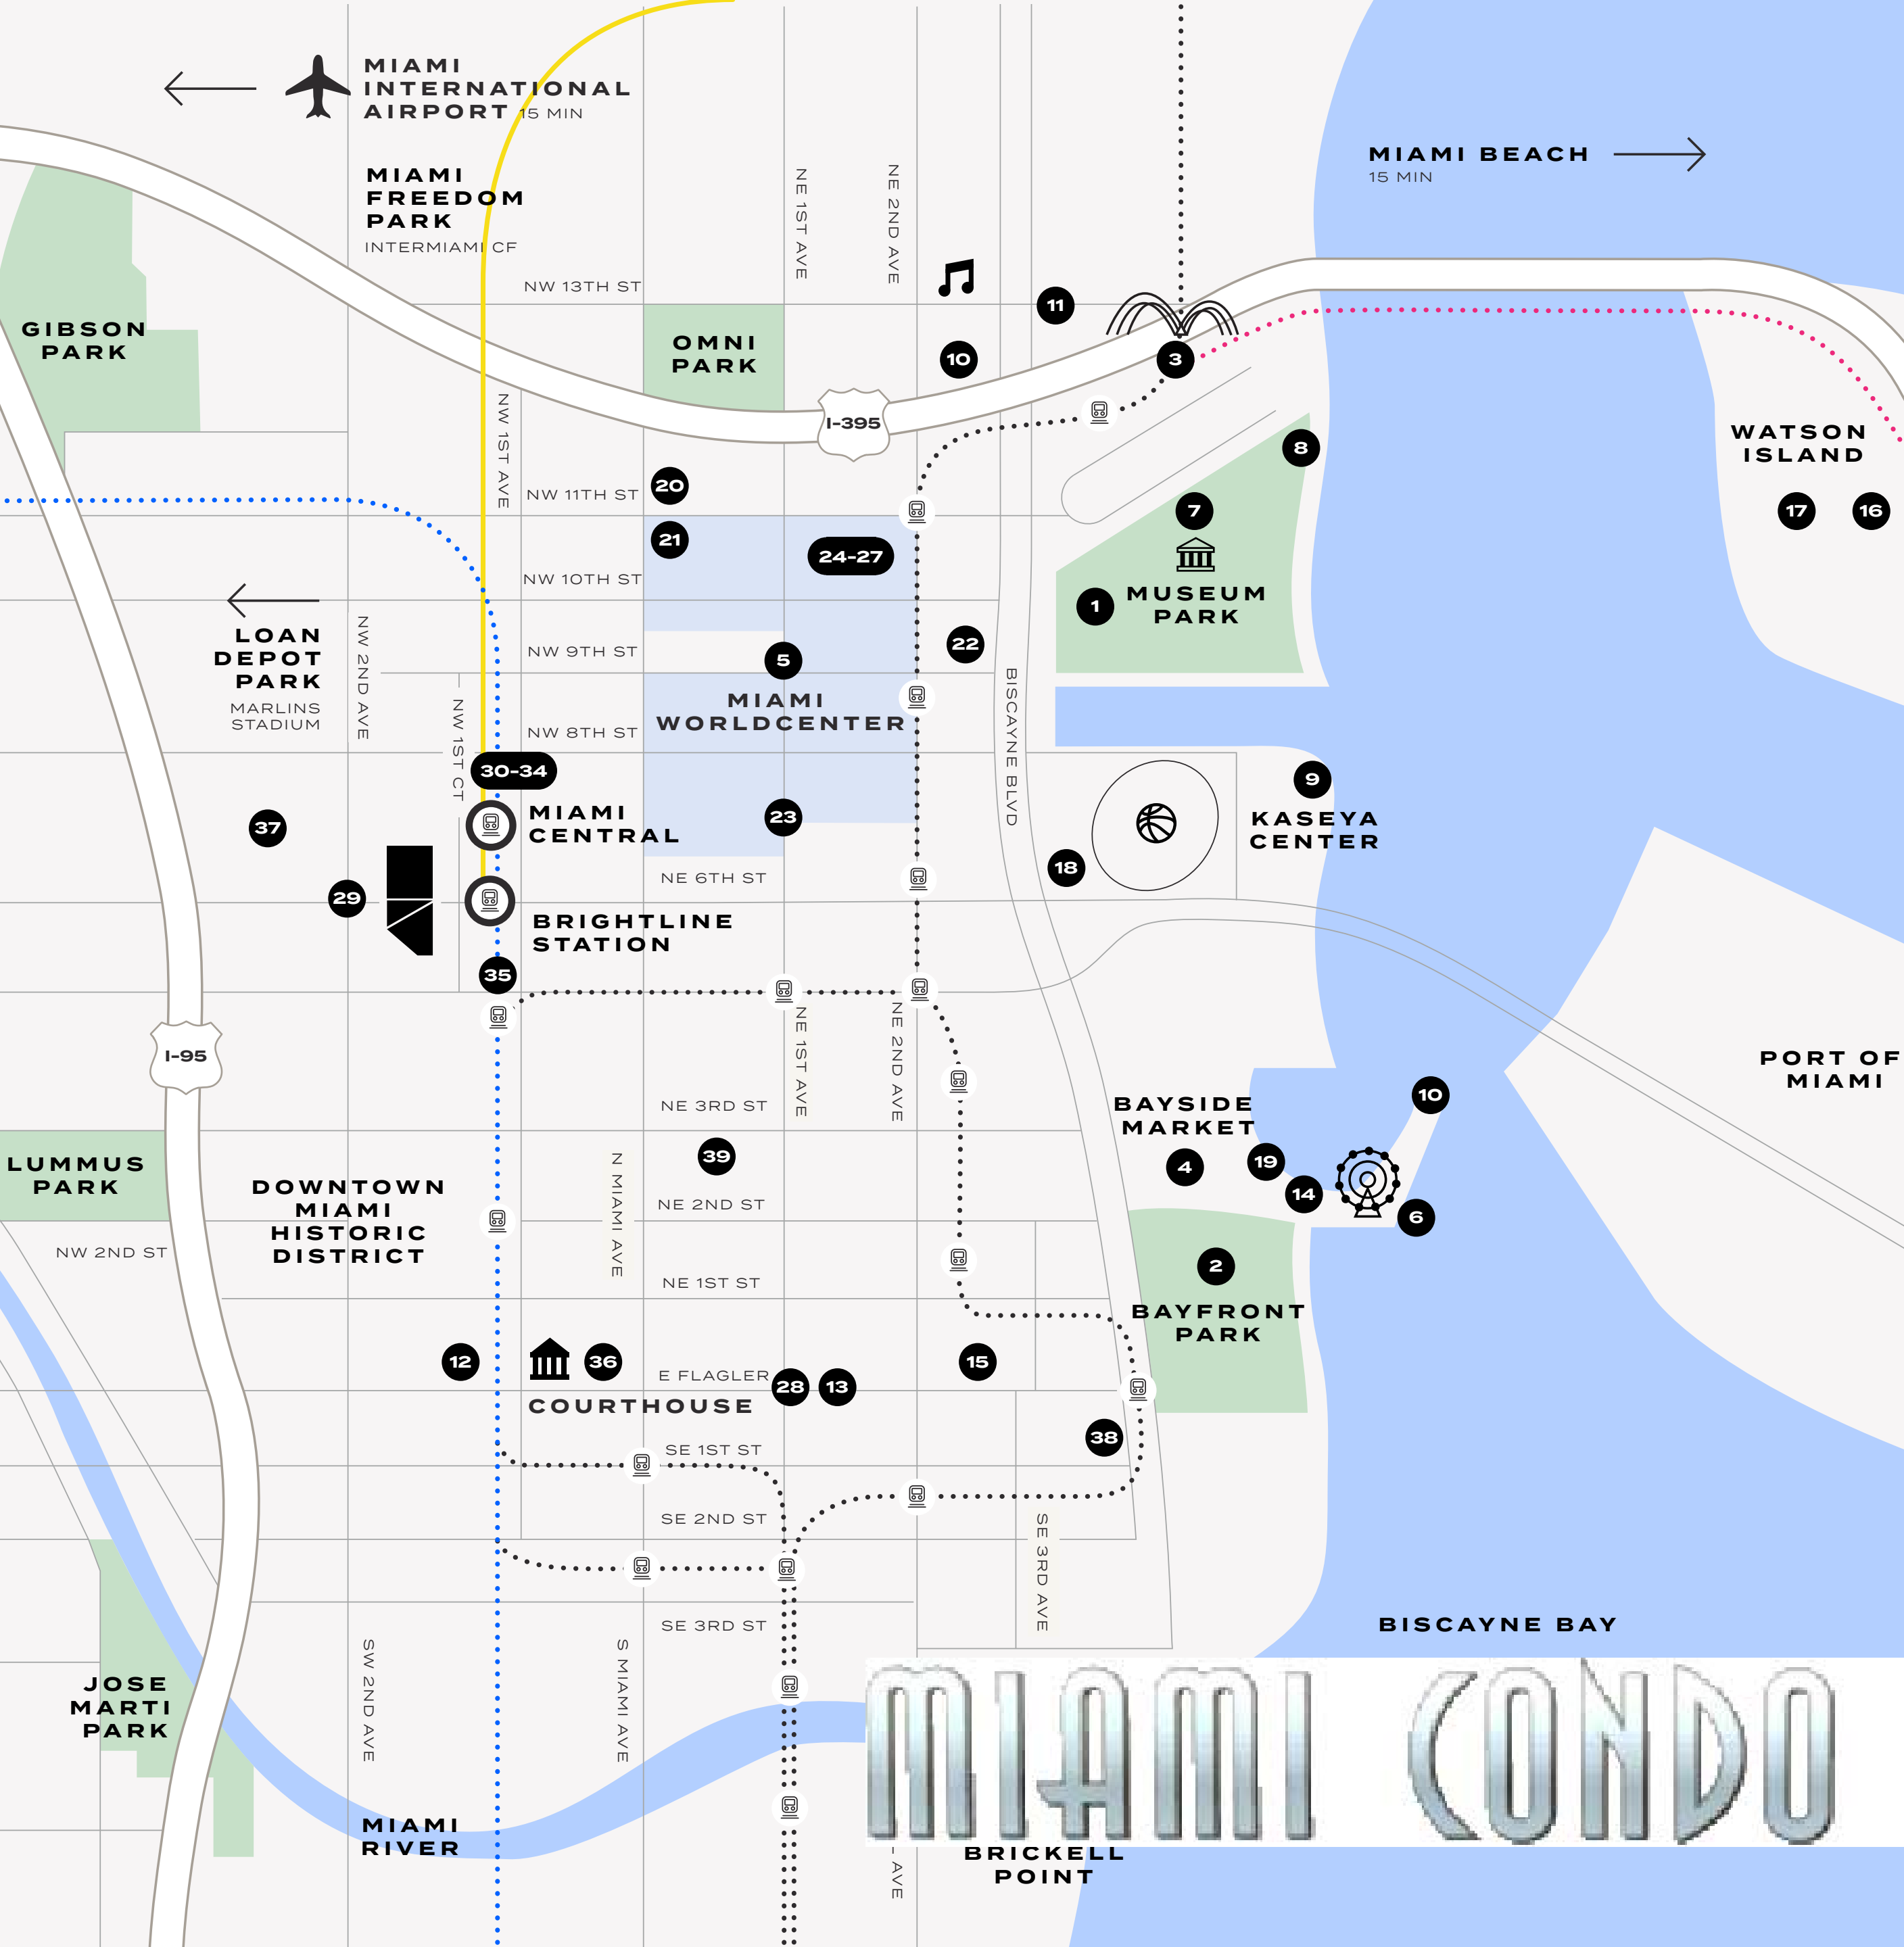 MIAMI
INTERNATIONAL
AIRPORT 15 MIN
MIAMI
FREEDOM
PARK
INTERMIAMI CF
NE 1ST AVE
NE 2ND AVE
MIAMI BEACH
15 MIN
NW 13TH ST
11
GIBSON
PARK
OMNI
PARK
10
3
I-395
NW 1ST AVE
8
WATSON
ISLAND
NW 11TH ST
20
7
17
16
21
24-27
NW 10TH ST
1
MUSEUM
PARK
LOAN
DEPOT
PARK
MARLINS
STADIUM
NW 2ND AVE
NW 9TH ST
5
22
MIAMI
WORLDCENTER
BISCAYNE BLVD
NW 1ST CT
NW 8TH ST
30-34
9
KASEYA
CENTER
37
MIAMI
CENTRAL
23
18
NE 6TH ST
29
BRIGHTLINE
STATION
35
I-95
NE 1ST AVE
NE 2ND AVE
PORT OF
MIAMI
NE 3RD ST
BAYSIDE
MARKET
10
39
4
19
14
6
LUMMUS
PARK
DOWNTOWN
MIAMI
HISTORIC
DISTRICT
N MIAMI AVE
NE 2ND ST
NW 2ND ST
2
NE 1ST ST
BAYFRONT
PARK
12
36
E FLAGLER
28
13
15
COURTHOUSE
38
SE 1ST ST
SE 2ND ST
SE 3RD AVE
SE 3RD ST
BISCAYNE BAY
SW 2ND AVE
S MIAMI AVE
JOSE
MARTI
PARK
MIAMI CONDO
MIAMI
RIVER
BRICKELL
POINT
AVE